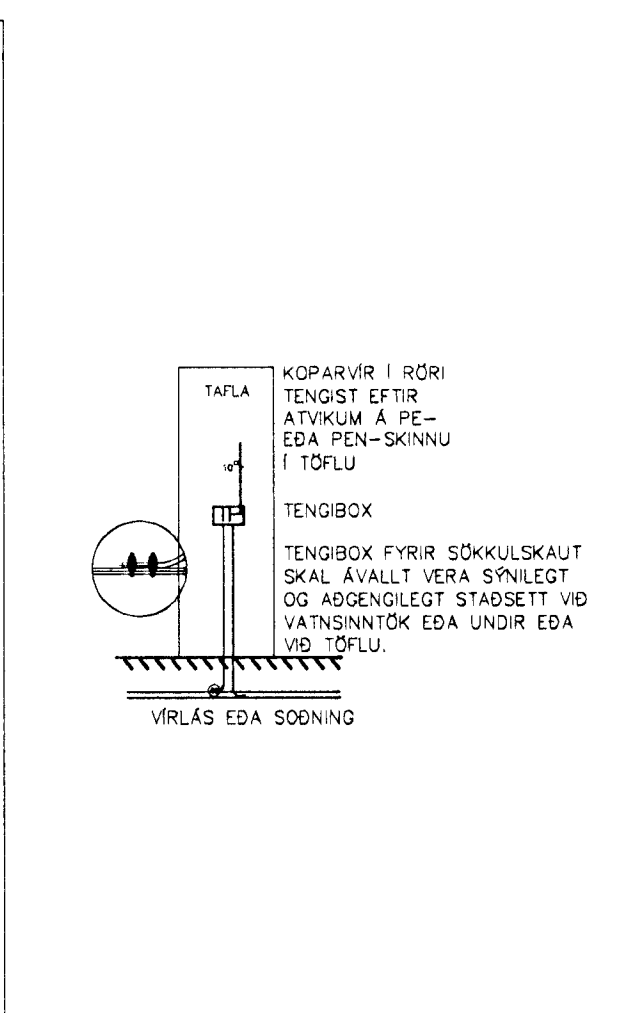 KOPARVÍR Í RÖRI
TAFLA
TENGIST EFTIR
ATVIKUM Á PE-
EÐA PEN-SKINNU
Í TÖFLU
10□
TENGIBOX
TENGIBOX FYRIR SÖKKULSKAUT
SKAL ÁVALLT VERA SÝNILEGT
OG AÐGENGILEGT STAÐSETT VIÐ
VATNSINNTÖK EÐA UNDIR EÐA
VIÐ TÖFLU.
VÍRLÁS EÐA SOÐNING